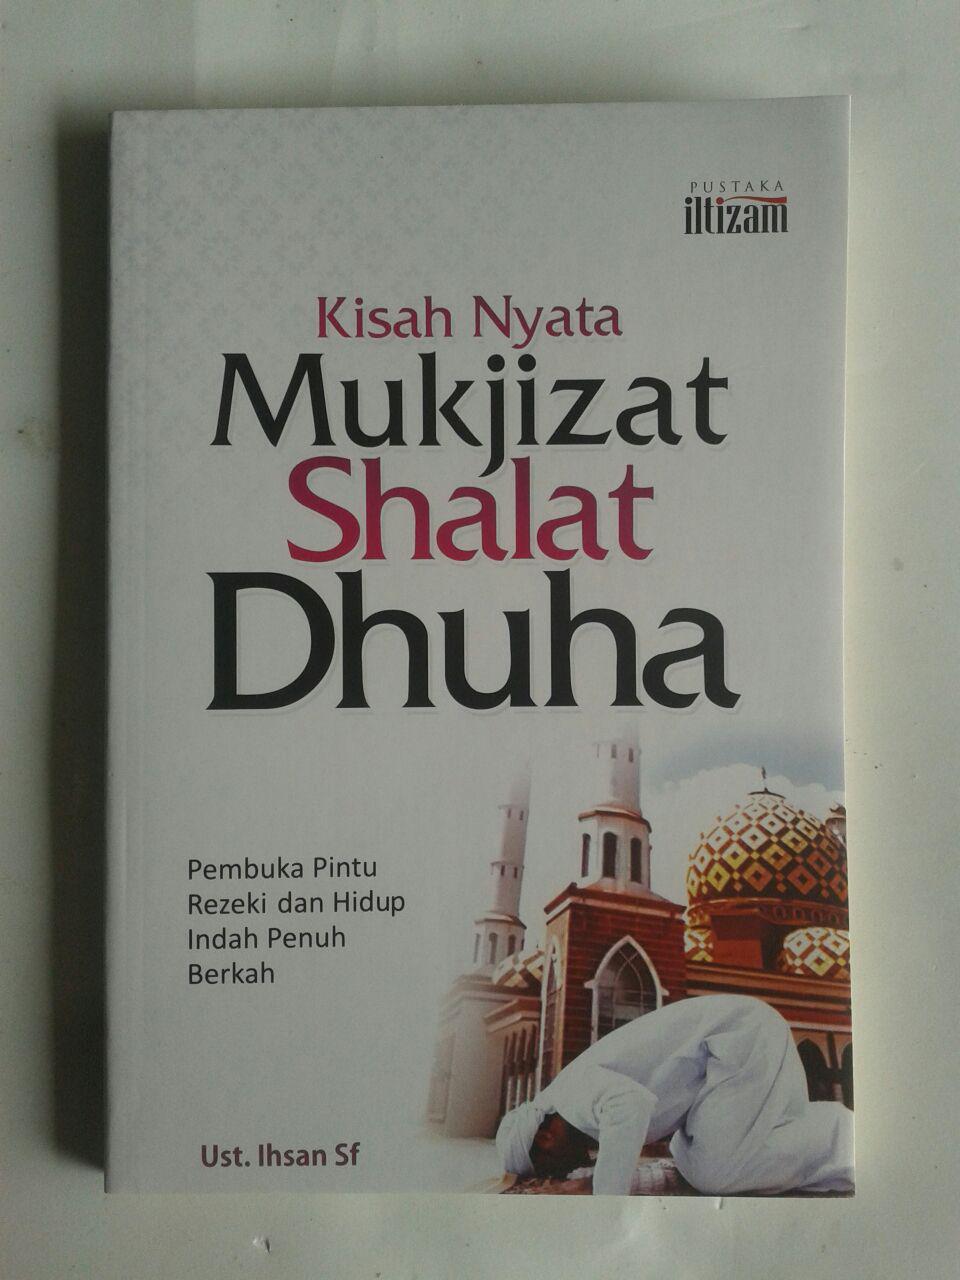 PUSTAKA
iltizam
Kisah Nyata
Mukjizat
Shalat
Dhuha
Pembuka Pintu
Rezeki dan Hidup
Indah Penuh
Berkah
Ust. Ihsan Sf